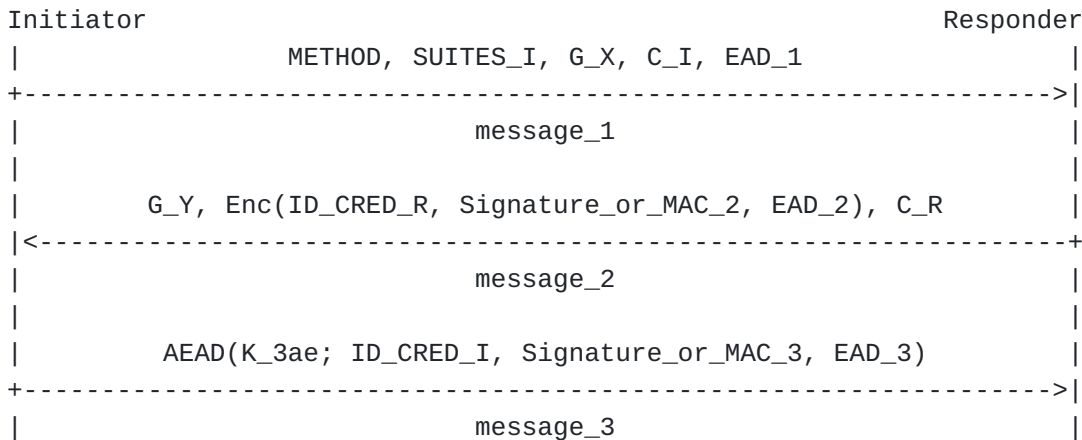 Initiator                                                   Responder
|                 METHOD, SUITES_I, G_X, C_I, EAD_1                 |
+------------------------------------------------------------------>|
|                             message_1                             |
|                                                                   |
|        G_Y, Enc(ID_CRED_R, Signature_or_MAC_2, EAD_2), C_R        |
|<------------------------------------------------------------------+
|                             message_2                             |
|                                                                   |
|         AEAD(K_3ae; ID_CRED_I, Signature_or_MAC_3, EAD_3)         |
+------------------------------------------------------------------>|
|                             message_3                             |